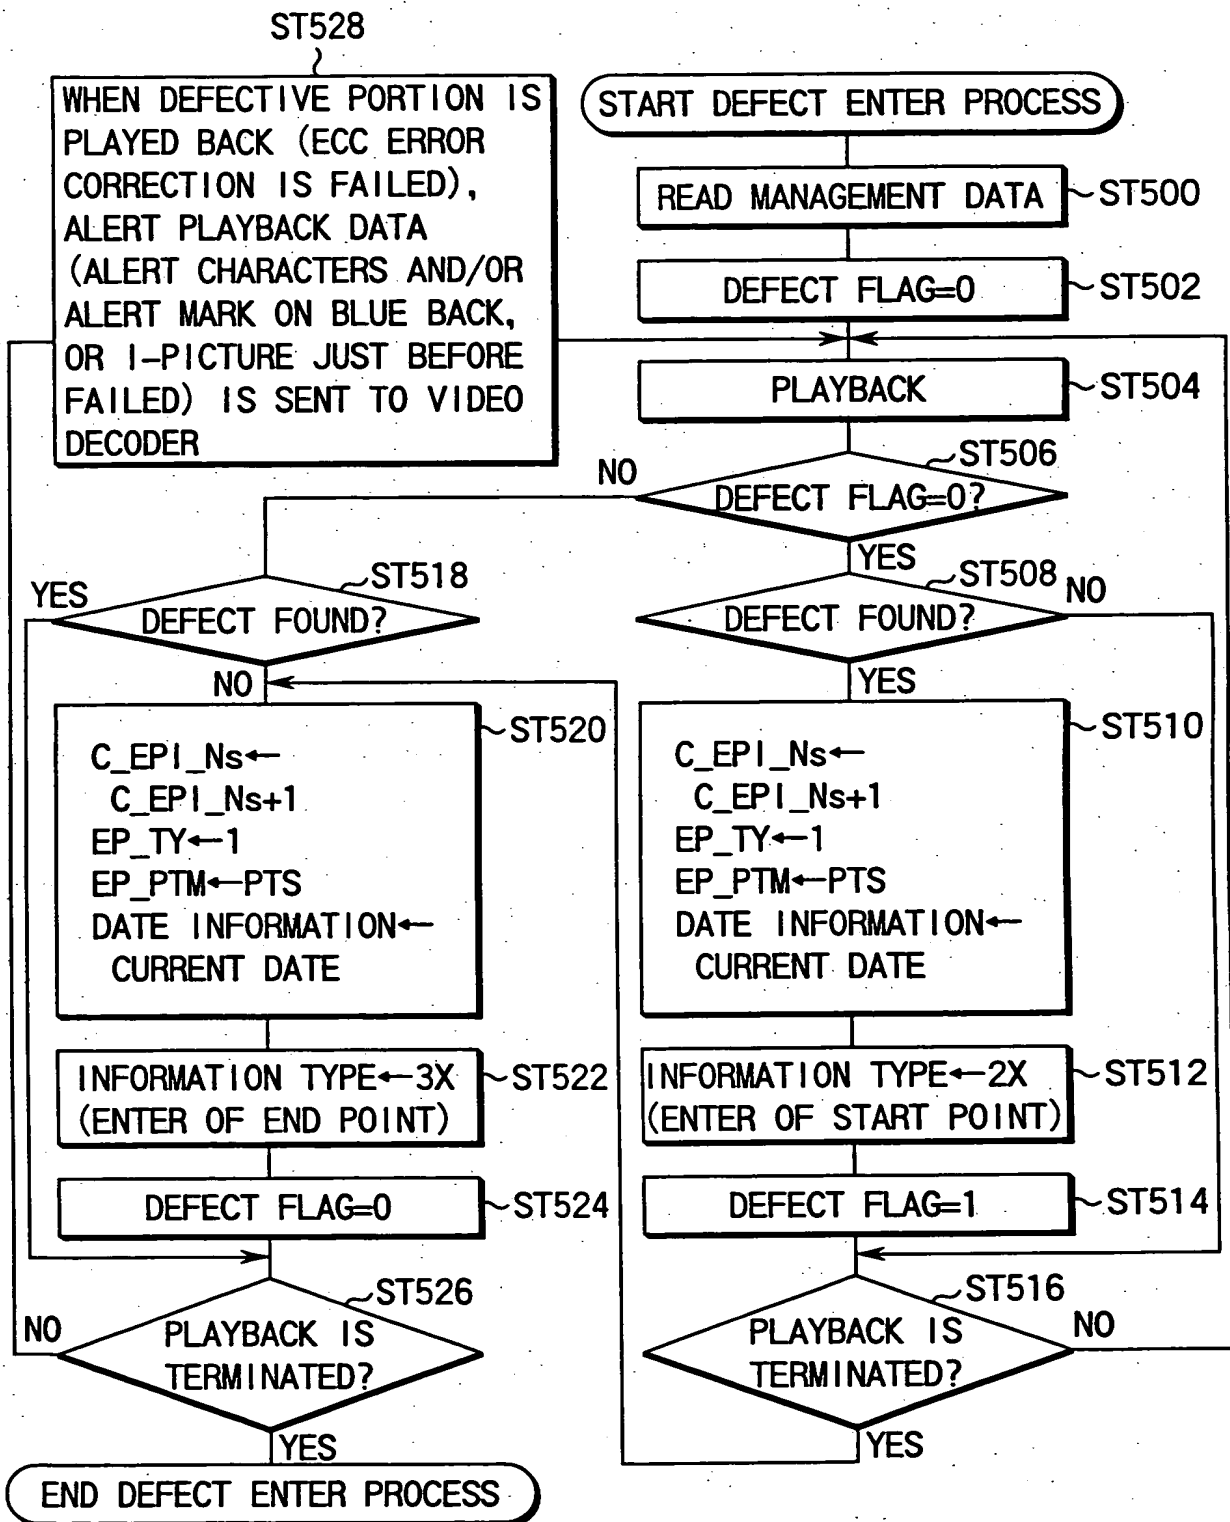 ST528
WHEN DEFECTIVE PORTION IS
PLAYED BACK (ECC ERROR
CORRECTION IS FAILED),
ALERT PLAYBACK DATA
(ALERT CHARACTERS AND/OR
ALERT MARK ON BLUE BACK,
OR I-PICTURE JUST BEFORE
FAILED) IS SENT TO VIDEO
DECODER
START DEFECT ENTER PROCESS
READ MANAGEMENT DATA
ST500
DEFECT FLAG=0
ST502
PLAYBACK
ST504
ST506
DEFECT FLAG=0?
NO
YES
ST508
DEFECT FOUND?
NO
YES
ST510
C_EPI_Ns←
C_EPI_Ns+1
EP_TY←1
EP_PTM←PTS
DATE INFORMATION←
CURRENT DATE
INFORMATION TYPE←2X
(ENTER OF START POINT)
ST512
DEFECT FLAG=1
ST514
ST516
PLAYBACK IS
TERMINATED?
NO
YES
ST518
YES
DEFECT FOUND?
NO
ST520
C_EPI_Ns←
C_EPI_Ns+1
EP_TY←1
EP_PTM←PTS
DATE INFORMATION←
CURRENT DATE
INFORMATION TYPE←3X
(ENTER OF END POINT)
ST522
DEFECT FLAG=0
ST524
ST526
NO
PLAYBACK IS
TERMINATED?
YES
END DEFECT ENTER PROCESS